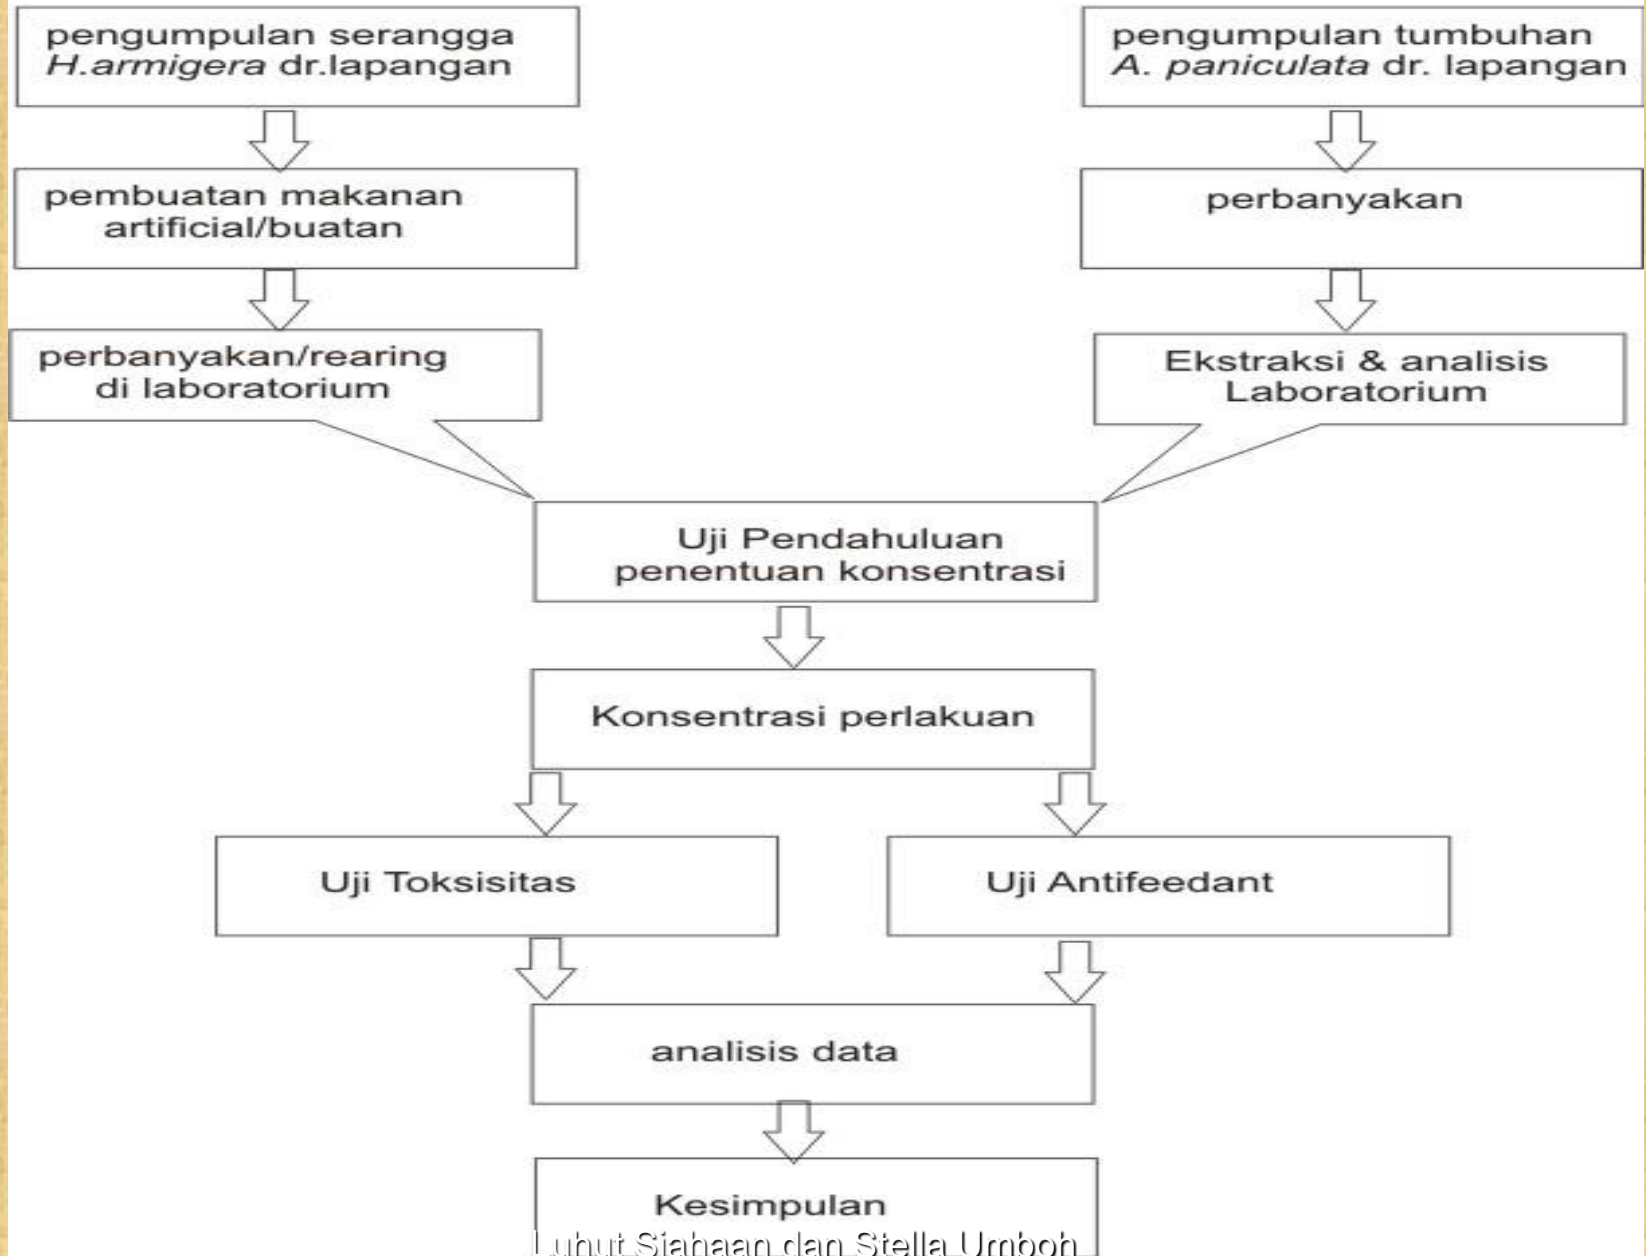 pengumpulan serangga
H.armigera dr.lapangan
pembuatan makanan
artificial/buatan
perbanyakan/rearing
di laboratorium
pengumpulan tumbuhan
A. paniculata dr. lapangan
perbanyakan
Ekstraksi & analisis
Laboratorium
Uji Pendahuluan
penentuan konsentrasi
Konsentrasi perlakuan
Uji Toksisitas
Uji Antifeedant
analisis data
Kesimpulan
Luhut Siahaan dan Stella Umboh